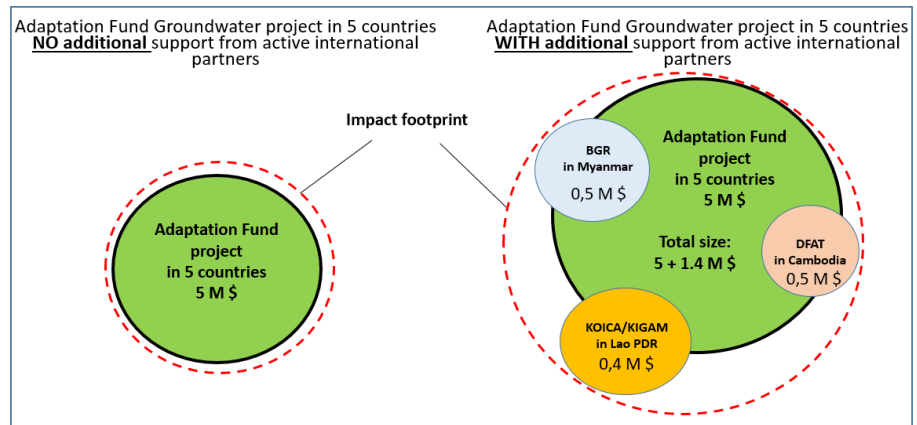 Adaptation Fund Groundwater project in 5 countries
NO additional support from active international
partners
Adaptation Fund Groundwater project in 5 countries
WITH additional support from active international
partners
Impact footprint
Adaptation Fund
project
in 5 countries
5 M $
BGR
in Myanmar
0,5 M $
Adaptation Fund
project
in 5 countries
5 M $
Total size:
5 + 1.4 M $
DFAT
in Cambodia
0,5 M $
KOICA/KIGAM
in Lao PDR
0,4 M $